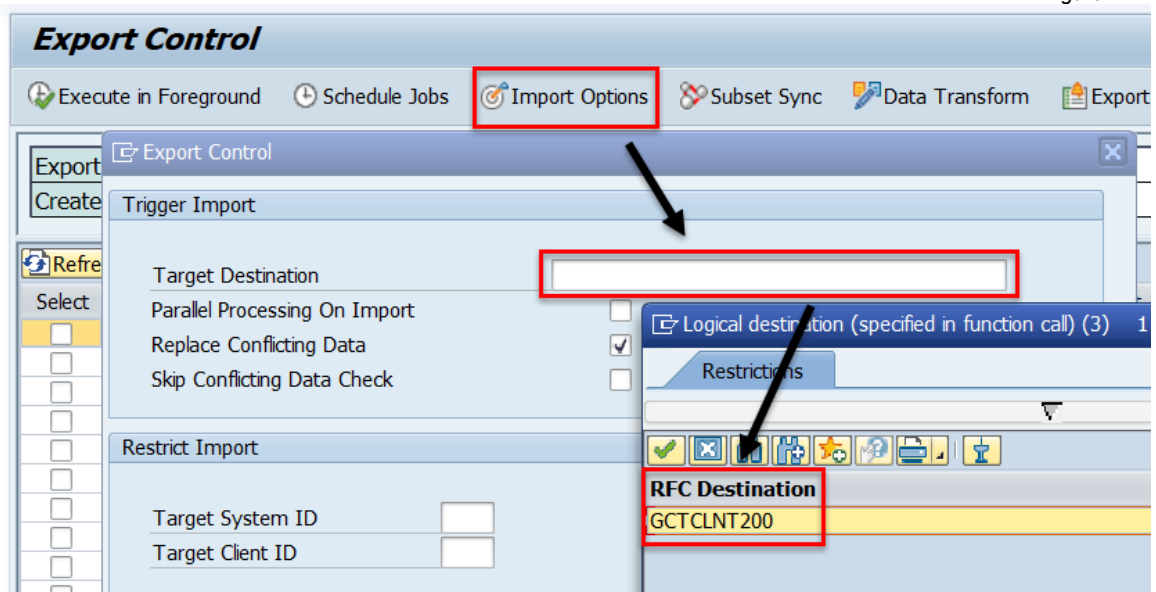 Export Control
Execute in Foreground Schedule Jobs Import Options Subset Sync Data Transform Export
Export
Create
Export Control
Trigger Import
Refre
Select
Target Destination
Parallel Processing On Import
Replace Conflicting Data
Skip Conflicting Data Check
Logical destination (specified in function call) (3) 1
Restrictions
Restrict Import
RFC Destination
GCTCLNT200
Target System ID
Target Client ID